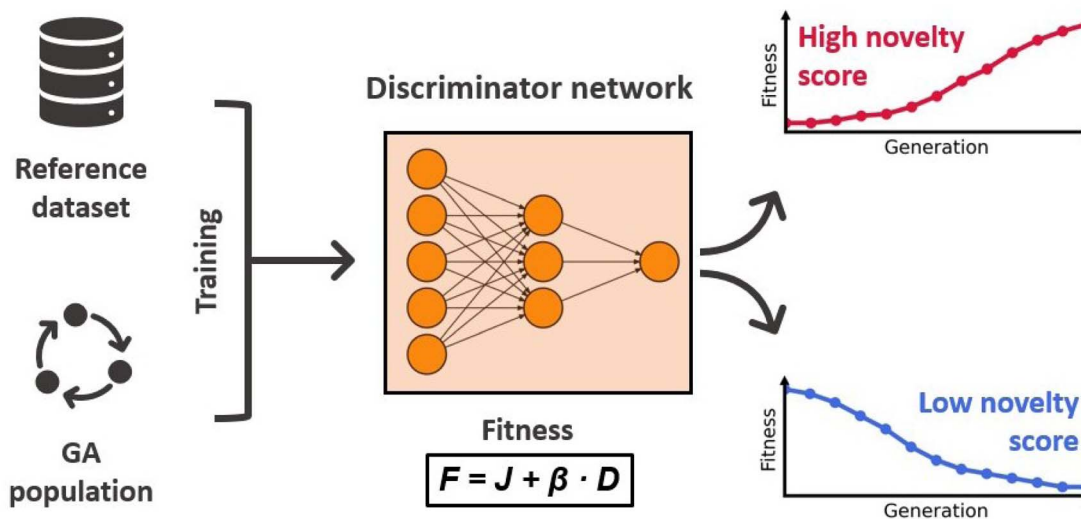 Reference
dataset
GA
population
Training
Discriminator network
Fitness
F = J + β · D
Fitness
High novelty
score
Generation
Fitness
Low novelty
score
Generation